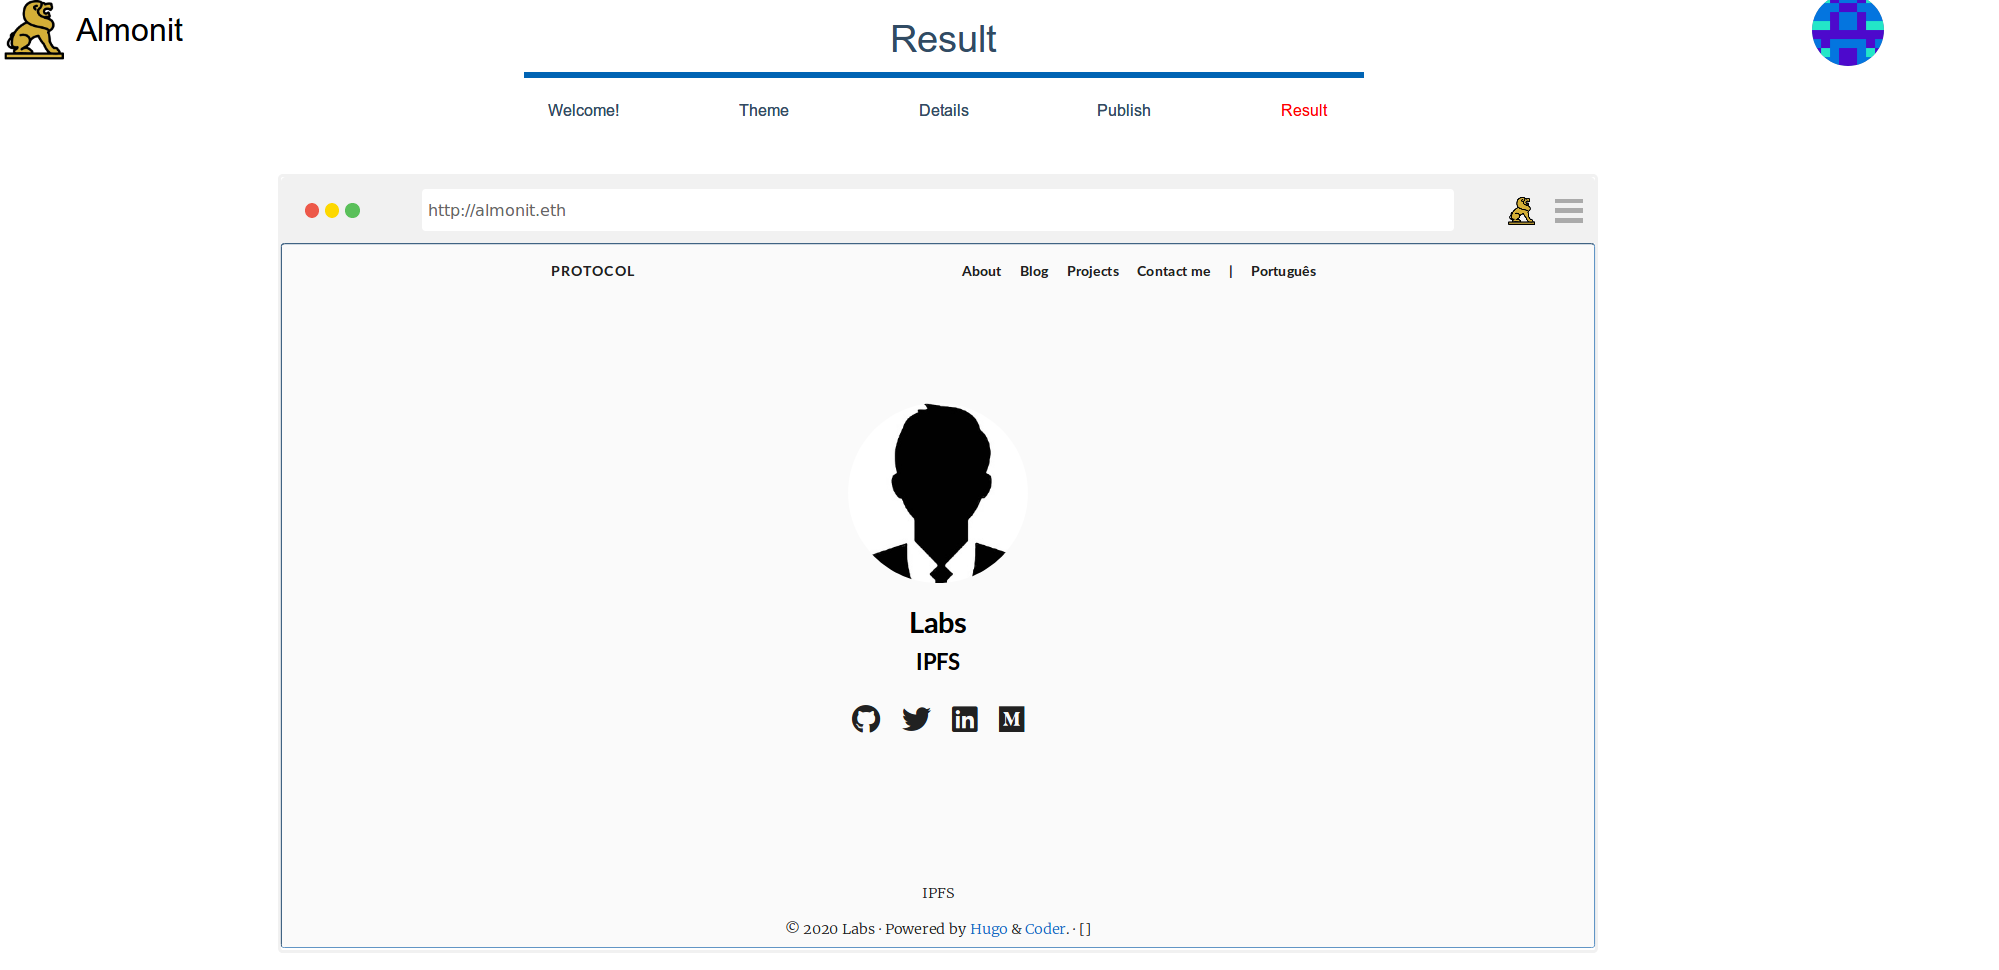 Almonit
Result
Welcome! Theme Details Publish Result
http://almonit.eth
PROTOCOL About Blog Projects Contact me | Português
Labs
IPFS
in M
IPFS
© 2020 Labs · Powered by Hugo & Coder. · []